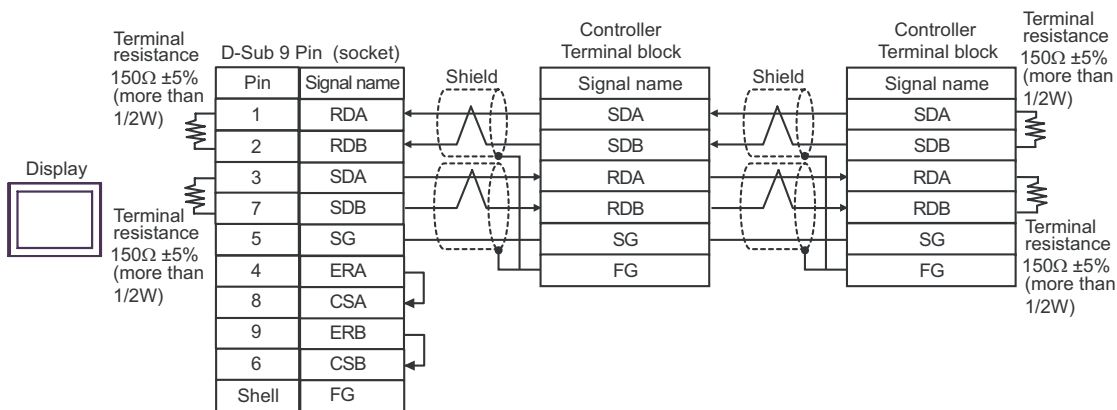 Terminal
resistance
150Ω ±5%
(more than
1/2W)
D-Sub 9 Pin (socket)
Controller
Terminal block
Controller
Terminal block
Terminal
resistance
150Ω ±5%
(more than
1/2W)
Pin Signal name Shield Signal name Shield Signal name
1 RDA SDA SDA
2 RDB SDB SDB
Display
3 SDA RDA RDA
7 SDB RDB RDB
5 SG SG SG
4 ERA FG FG
8 CSA
9 ERB
6 CSB
Shell FG
Terminal
resistance
150Ω ±5%
(more than
1/2W)
Terminal
resistance
150Ω ±5%
(more than
1/2W)